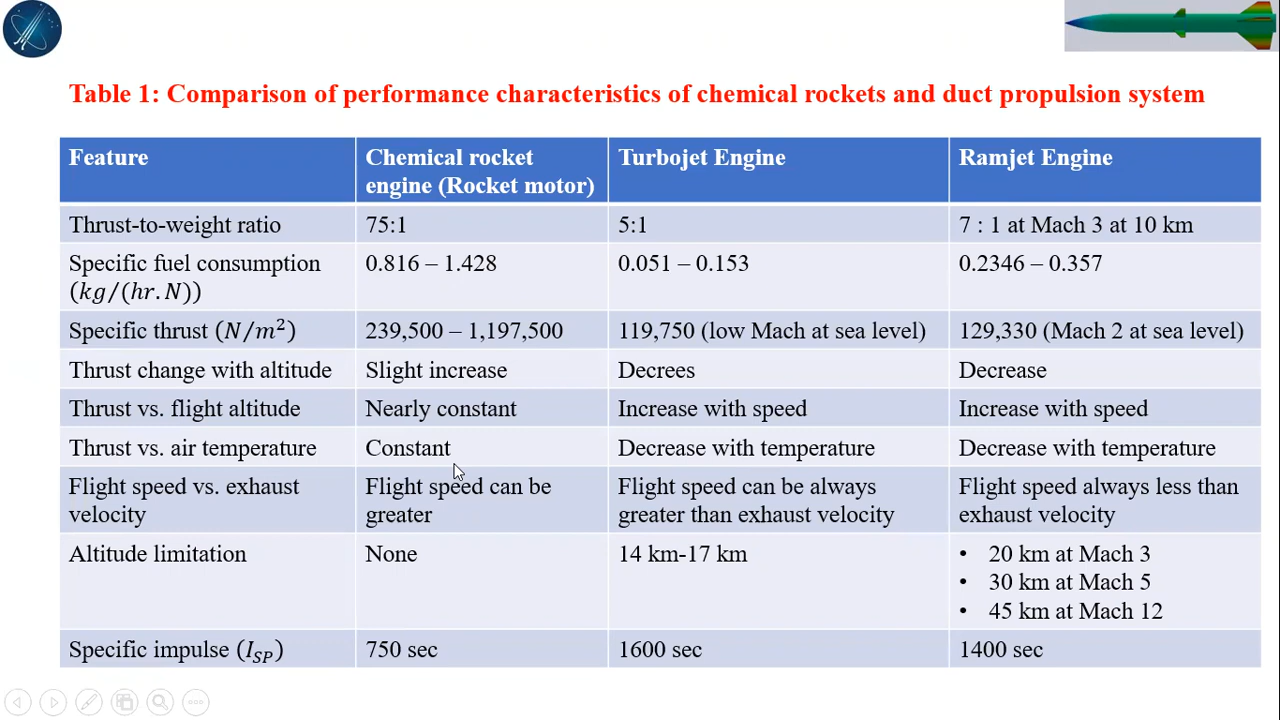 Table 1: Comparison of performance characteristics of chemical rockets and duct propulsion system
Feature
Chemical rocket
engine (Rocket motor)
Turbojet Engine
Ramjet Engine
Thrust-to-weight ratio
75:1
5:1
7 : 1 at Mach 3 at 10 km
Specific fuel consumption
(kg/(hr.N))
0.816 – 1.428
0.051 – 0.153
0.2346 – 0.357
Specific thrust (N/m²)
239,500 – 1,197,500
119,750 (low Mach at sea level)
129,330 (Mach 2 at sea level)
Thrust change with altitude
Slight increase
Decrees
Decrease
Thrust vs. flight altitude
Nearly constant
Increase with speed
Increase with speed
Thrust vs. air temperature
Constant
Decrease with temperature
Decrease with temperature
Flight speed vs. exhaust
velocity
Flight speed can be
greater
Flight speed can be always
greater than exhaust velocity
Flight speed always less than
exhaust velocity
Altitude limitation
None
14 km-17 km
• 20 km at Mach 3
• 30 km at Mach 5
• 45 km at Mach 12
Specific impulse (I_SP)
750 sec
1600 sec
1400 sec